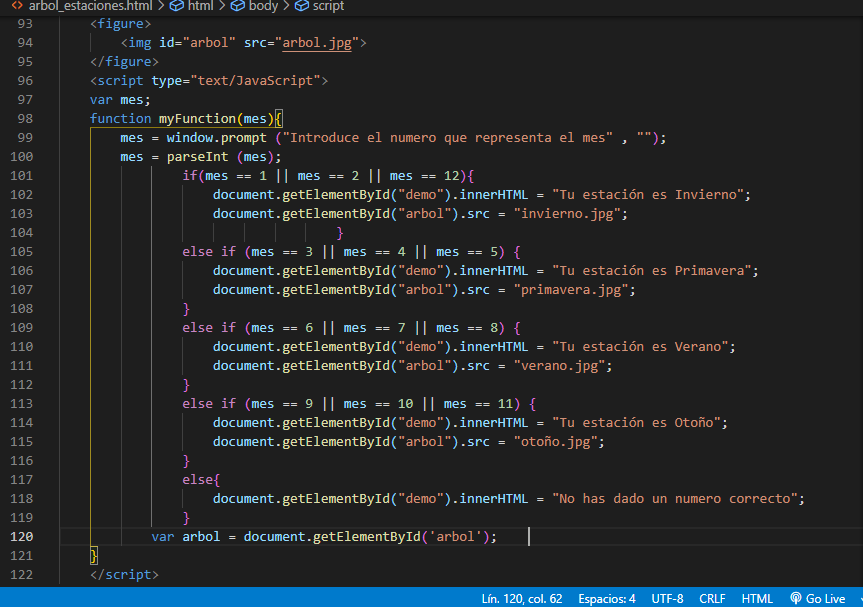 arbol_estaciones.html > html > body > script
93 <figure>
94 <img id="arbol" src="arbol.jpg">
95 </figure>
96 <script type="text/JavaScript">
97 var mes;
98 function myFunction(mes){
99 mes = window.prompt ("Introduce el numero que representa el mes" , "");
100 mes = parseInt (mes);
101 if(mes == 1 || mes == 2 || mes == 12){
102 document.getElementById("demo").innerHTML = "Tu estación es Invierno";
103 document.getElementById("arbol").src = "invierno.jpg";
104 }
105 else if (mes == 3 || mes == 4 || mes == 5) {
106 document.getElementById("demo").innerHTML = "Tu estación es Primavera";
107 document.getElementById("arbol").src = "primavera.jpg";
108 }
109 else if (mes == 6 || mes == 7 || mes == 8) {
110 document.getElementById("demo").innerHTML = "Tu estación es Verano";
111 document.getElementById("arbol").src = "verano.jpg";
112 }
113 else if (mes == 9 || mes == 10 || mes == 11) {
114 document.getElementById("demo").innerHTML = "Tu estación es Otoño";
115 document.getElementById("arbol").src = "otoño.jpg";
116 }
117 else{
118 document.getElementById("demo").innerHTML = "No has dado un numero correcto";
119 }
120 var arbol = document.getElementById('arbol');
121 }
122 </script>
Lín. 120, col. 62 Espacios: 4 UTF-8 CRLF HTML Go Live